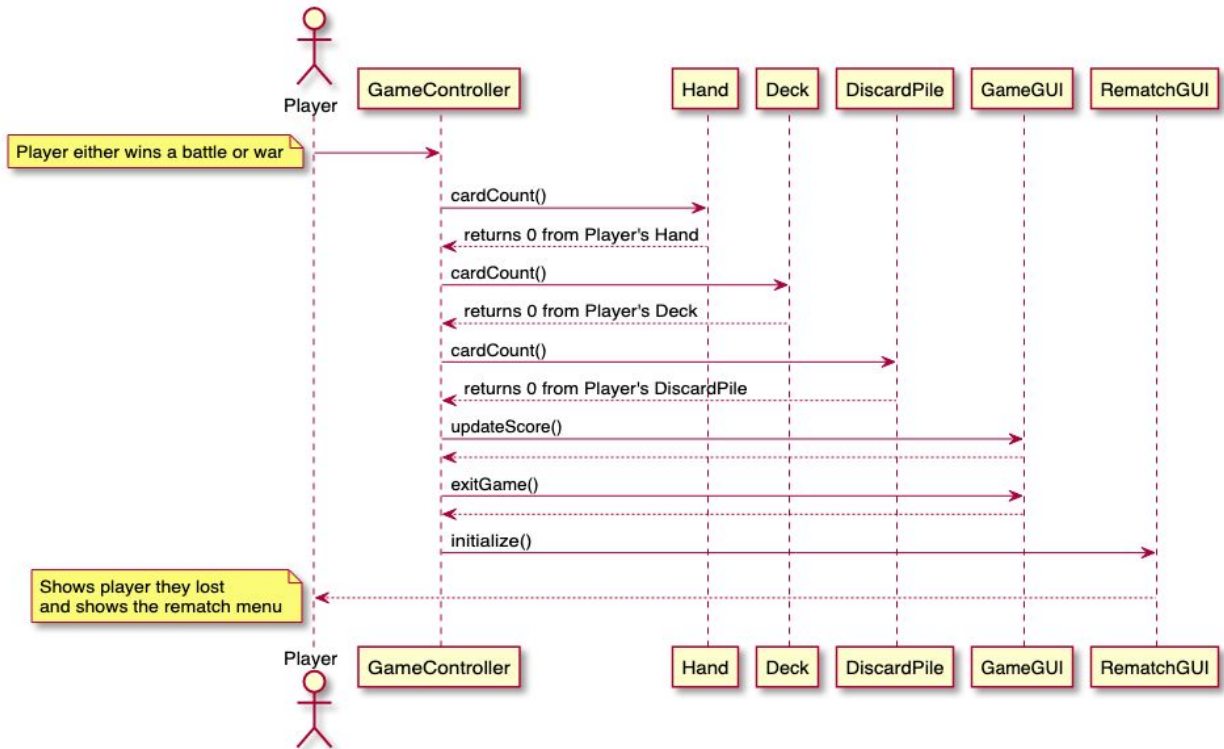 Player
GameController
Hand
Deck
DiscardPile
GameGUI
RematchGUI
Player either wins a battle or war
cardCount()
returns 0 from Player's Hand
cardCount()
returns 0 from Player's Deck
cardCount()
returns 0 from Player's DiscardPile
updateScore()
exitGame()
initialize()
Shows player they lost
and shows the rematch menu
Player
GameController
Hand
Deck
DiscardPile
GameGUI
RematchGUI